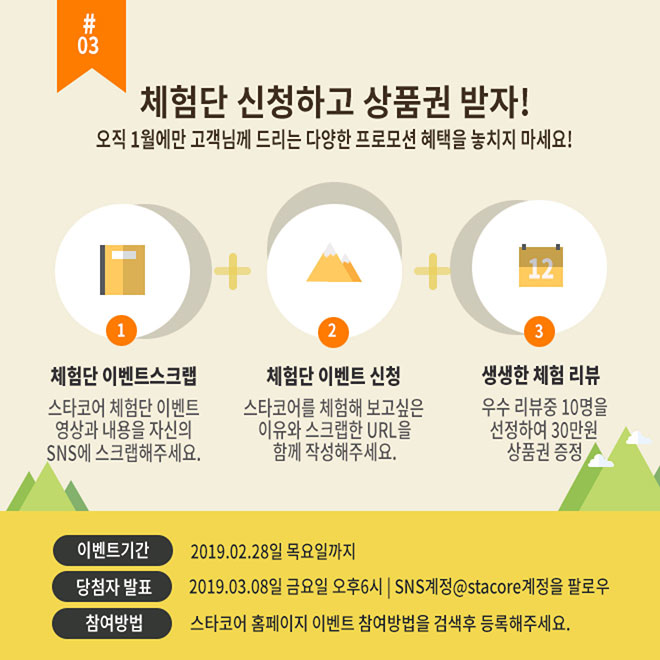 #
03
체험단 신청하고 상품권 받자!
오직 1월에만 고객님께 드리는 다양한 프로모션 혜택을 놓치지 마세요!
12
1
2
3
체험단 이벤트스크랩
스타코어 체험단 이벤트
영상과 내용을 자신의
SNS에 스크랩해주세요.
체험단 이벤트 신청
스타코어를 체험해 보고싶은
이유와 스크랩한 URL을
함께 작성해주세요.
생생한 체험 리뷰
우수 리뷰중 10명을
선정하여 30만원
상품권 증정
이벤트기간 2019.02.28일 목요일까지
당첨자 발표 2019.03.08일 금요일 오후6시 | SNS계정@stacore계정을 팔로우
참여방법 스타코어 홈페이지 이벤트 참여방법을 검색후 등록해주세요.